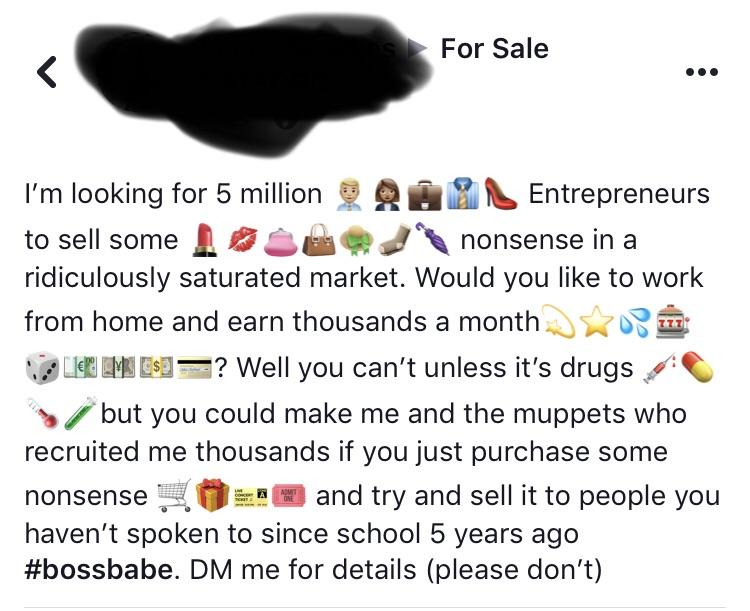 For Sale
I’m looking for 5 million 👨🏼‍💼👩🏽‍💼💼👔👠 Entrepreneurs
to sell some 💄💋👛👜👒🧦🌂 nonsense in a
ridiculously saturated market. Would you like to work
from home and earn thousands a month💫⭐💦🎰
🎲💶💴💵💳? Well you can’t unless it’s drugs 💉💊
🌡️🧪but you could make me and the muppets who
recruited me thousands if you just purchase some
nonsense 🛒🎁🎫🎟️ and try and sell it to people you
haven’t spoken to since school 5 years ago
#bossbabe. DM me for details (please don’t)